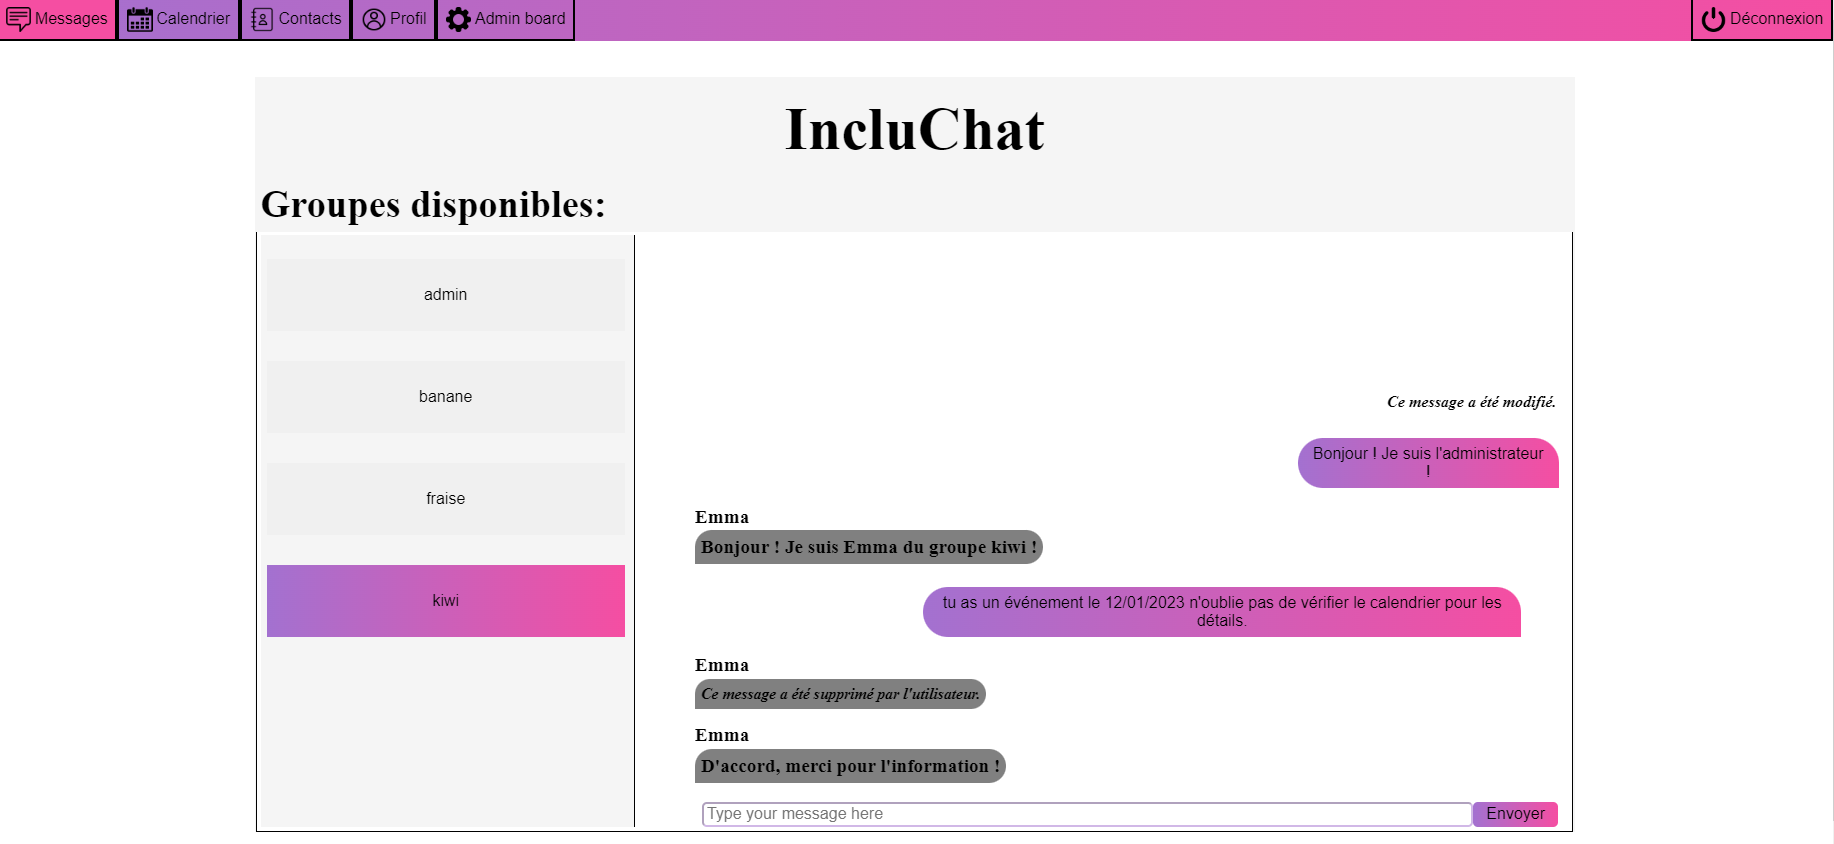 Messages
Calendrier
Contacts
Profil
Admin board
Déconnexion
IncluChat
Groupes disponibles:
admin
banane
fraise
kiwi
Ce message a été modifié.
Bonjour ! Je suis l'administrateur
!
Emma
Bonjour ! Je suis Emma du groupe kiwi !
tu as un événement le 12/01/2023 n'oublie pas de vérifier le calendrier pour les
détails.
Emma
Ce message a été supprimé par l'utilisateur.
Emma
D'accord, merci pour l'information !
Type your message here
Envoyer